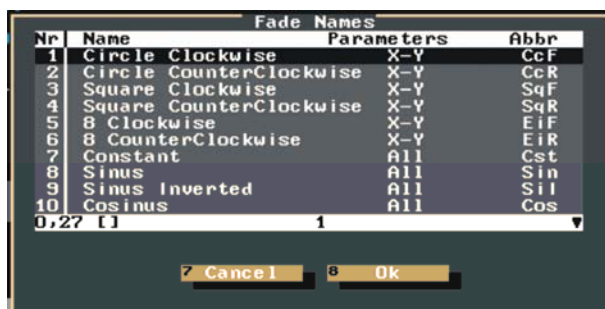 Fade Names
Nr Name Parameters Abbr
1 Circle Clockwise X-Y CcF
2 Circle CounterClockwise X-Y CcR
3 Square Clockwise X-Y SqF
4 Square CounterClockwise X-Y SqR
5 8 Clockwise X-Y EiF
6 8 CounterClockwise X-Y EiR
7 Constant All Cst
8 Sinus All Sin
9 Sinus Inverted All SiI
10 Cosinus All Cos
0,27 [] 1
7 Cancel 8 Ok